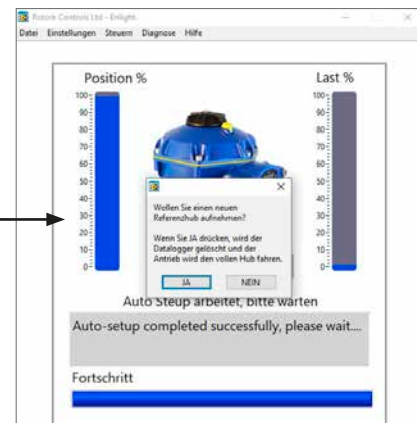 Rotork Controls Ltd - Enlight
Datei Einstellungen Steuern Diagnose Hilfe
Position %
Last %
100
90
80
70
60
50
40
30
20
10
0
100
90
80
70
60
50
40
30
20
10
0
Wollen Sie einen neuen
Referenzhub aufnehmen?
Wenn Sie JA drücken, wird der
Datalogger gelöscht und der
Antrieb wird den vollen Hub fahren.
JA NEIN
Auto Steup arbeitet, bitte warten
Auto-setup completed successfully, please wait....
Fortschritt